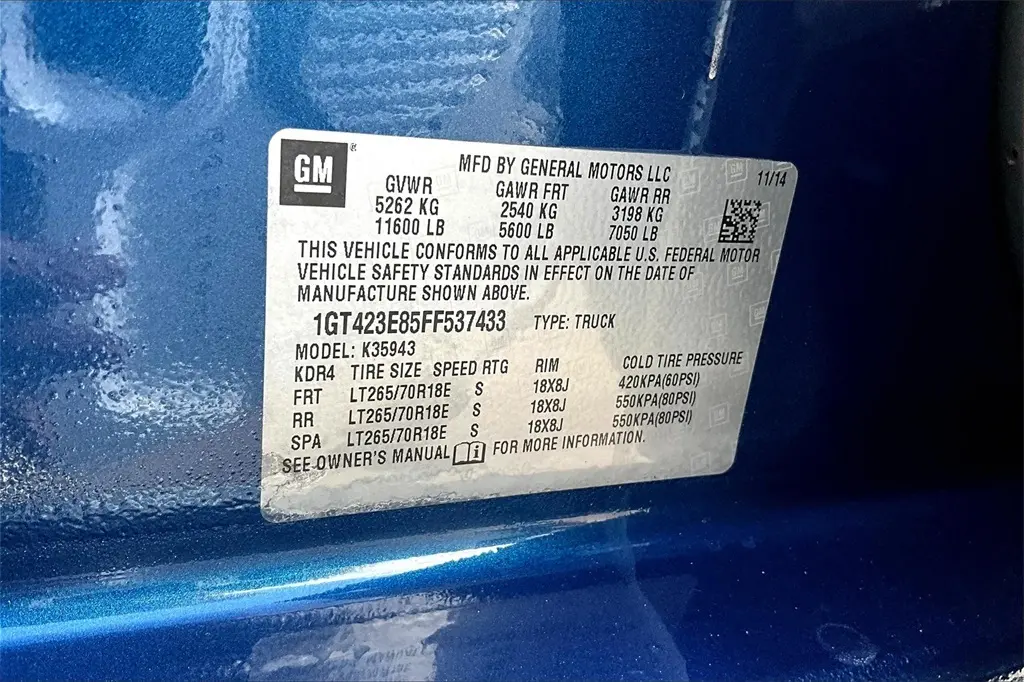 GM
®
MFD BY GENERAL MOTORS LLC
11/14
GVWR GAWR FRT GAWR RR
5262 KG 2540 KG 3198 KG
11600 LB 5600 LB 7050 LB
THIS VEHICLE CONFORMS TO ALL APPLICABLE U.S. FEDERAL MOTOR
VEHICLE SAFETY STANDARDS IN EFFECT ON THE DATE OF
MANUFACTURE SHOWN ABOVE.
1GT423E85FF537433 TYPE: TRUCK
MODEL: K35943
KDR4 TIRE SIZE SPEED RTG RIM COLD TIRE PRESSURE
FRT LT265/70R18E S 18X8J 420KPA(60PSI)
RR LT265/70R18E S 18X8J 550KPA(80PSI)
SPA LT265/70R18E S 18X8J 550KPA(80PSI)
SEE OWNER'S MANUAL i FOR MORE INFORMATION.